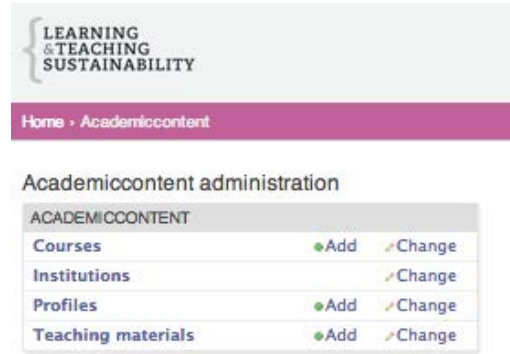 LEARNING
&TEACHING
SUSTAINABILITY
Home › Academiccontent
Academiccontent administration
ACADEMICCONTENT
Courses Add Change
Institutions Change
Profiles Add Change
Teaching materials Add Change